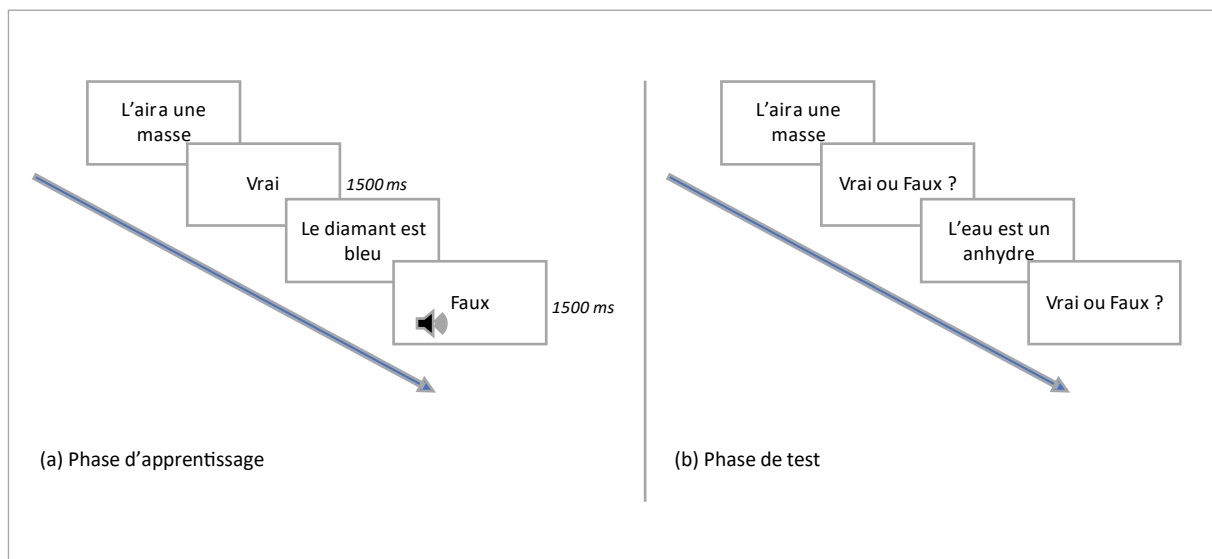 L’aira une
masse
Vrai
1500 ms
Le diamant est
bleu
Faux
1500 ms
(a) Phase d’apprentissage
L’aira une
masse
Vrai ou Faux ?
L’eau est un
anhydre
Vrai ou Faux ?
(b) Phase de test